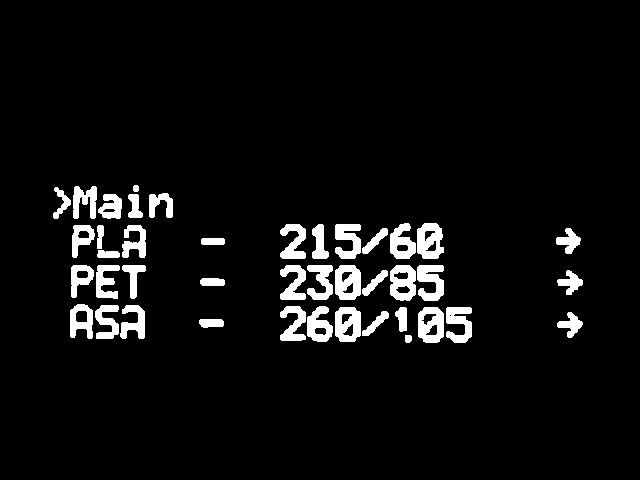 >Main
PLA - 215/60 →
PET - 230/85 →
ASA - 260/105 →